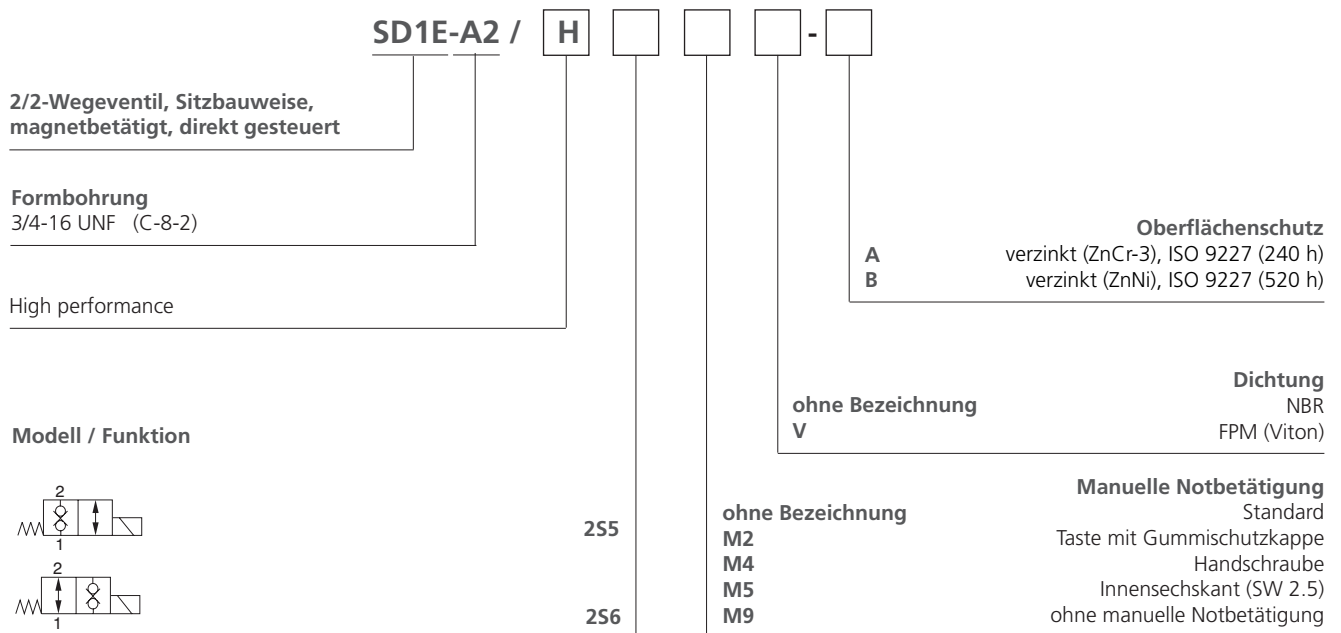 SD1E-A2 / H -
2/2-Wegeventil, Sitzbauweise,
magnetbetätigt, direkt gesteuert
Formbohrung
3/4-16 UNF (C-8-2)
High performance
Oberflächenschutz
A verzinkt (ZnCr-3), ISO 9227 (240 h)
B verzinkt (ZnNi), ISO 9227 (520 h)
Dichtung
ohne Bezeichnung NBR
V FPM (Viton)
Modell / Funktion
2
1
2S5
2
1
2S6
Manuelle Notbetätigung
ohne Bezeichnung Standard
M2 Taste mit Gummischutzkappe
M4 Handschraube
M5 Innensechskant (SW 2.5)
M9 ohne manuelle Notbetätigung